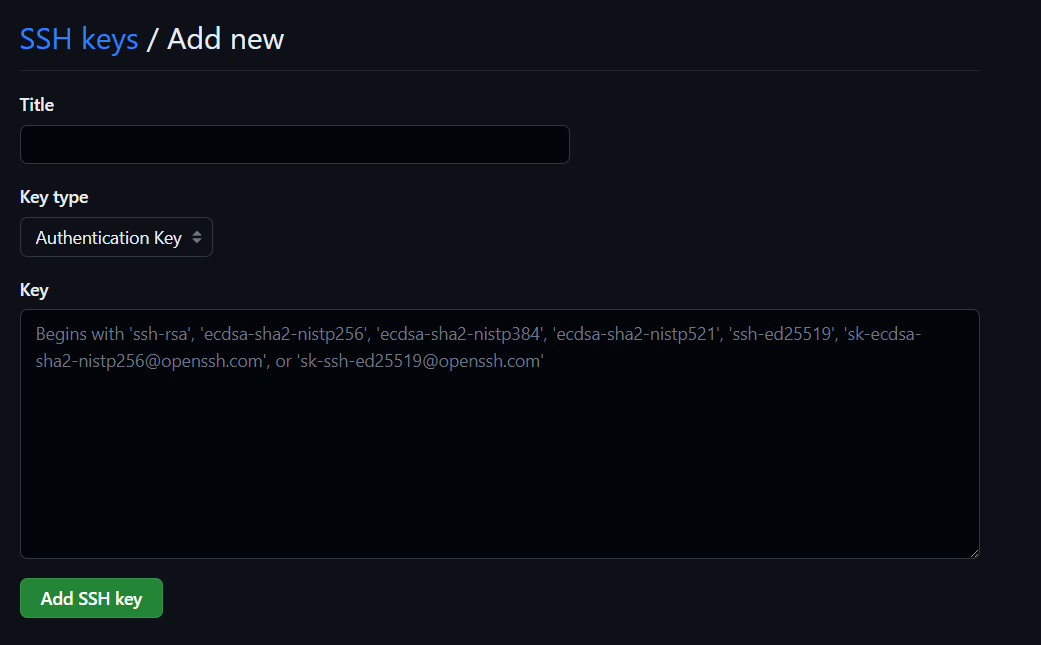 SSH keys / Add new
Title
Key type
Authentication Key
Key
Begins with 'ssh-rsa', 'ecdsa-sha2-nistp256', 'ecdsa-sha2-nistp384', 'ecdsa-sha2-nistp521', 'ssh-ed25519', 'sk-ecdsa-
sha2-nistp256@openssh.com', or 'sk-ssh-ed25519@openssh.com'
Add SSH key